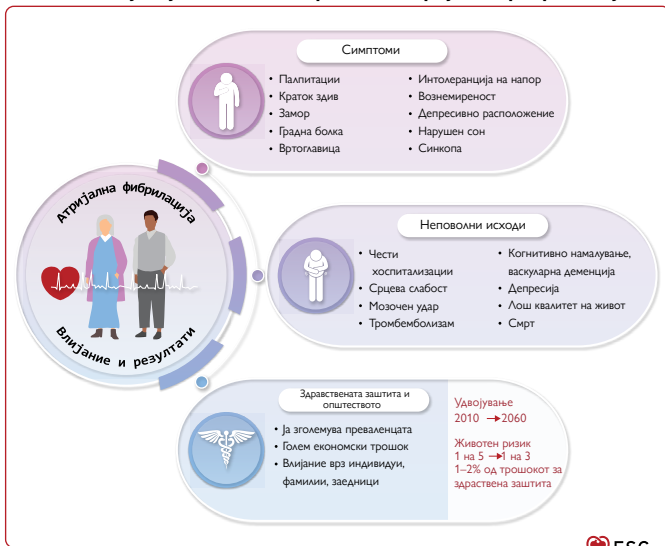 Симптоми
• Палпитации
• Краток здив
• Замор
• Градна болка
• Вртоглавица
• Интолеранција на напор
• Вознемиреност
• Депресивно расположение
• Нарушен сон
• Синкопа
Атријална фибрилација
Влијание и резултати
Неповолни исходи
• Чести
хоспитализации
• Срцева слабост
• Мозочен удар
• Тромбемболизам
• Когнитивно намалување,
васкуларна деменција
• Депресија
• Лош квалитет на живот
• Смрт
Здравствената заштита и
општеството
• Ја зголемува преваленцата
• Голем економски трошок
• Влијание врз индивидуи,
фамилии, заедници
Удвојување
2010 →2060
Животен ризик
1 на 5 →1 на 3
1–2% од трошокот за
здраствена заштита